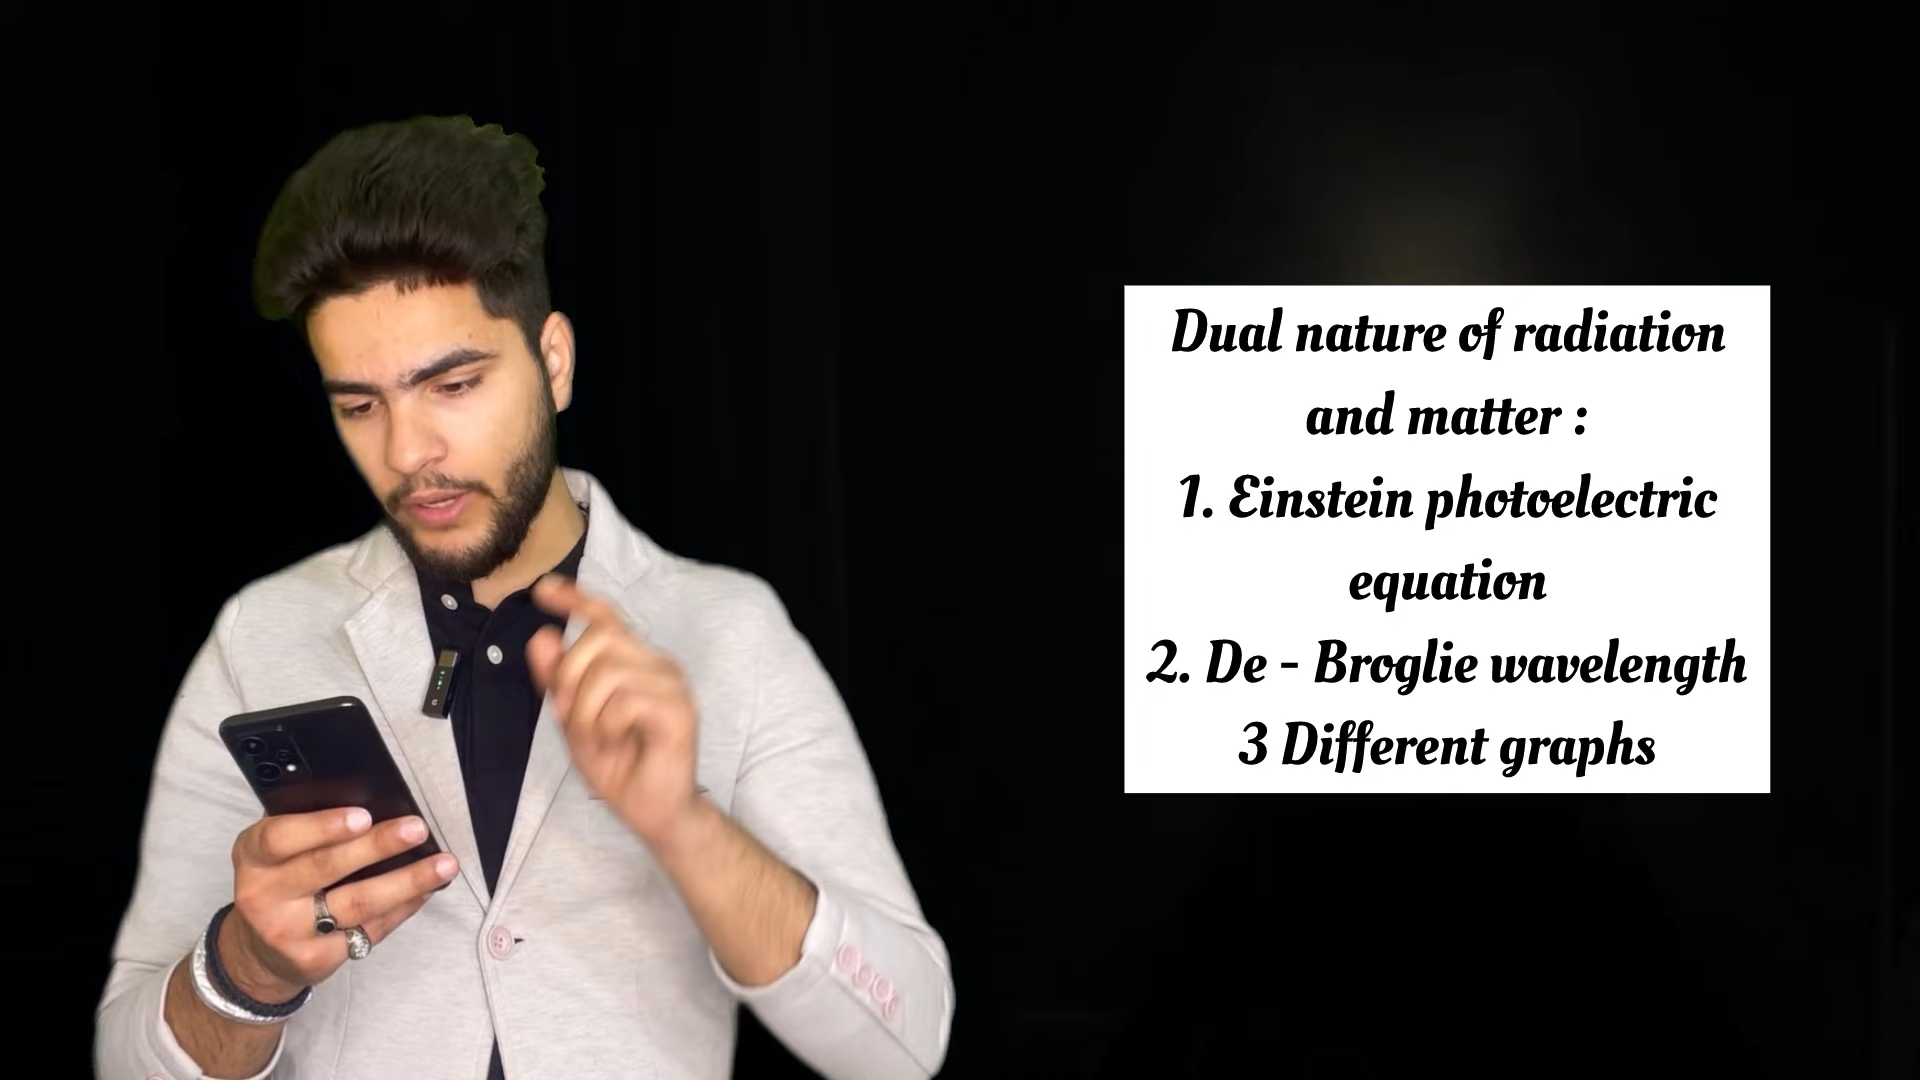 Dual nature of radiation
and matter :
1. Einstein photoelectric
equation
2. De - Broglie wavelength
3 Different graphs